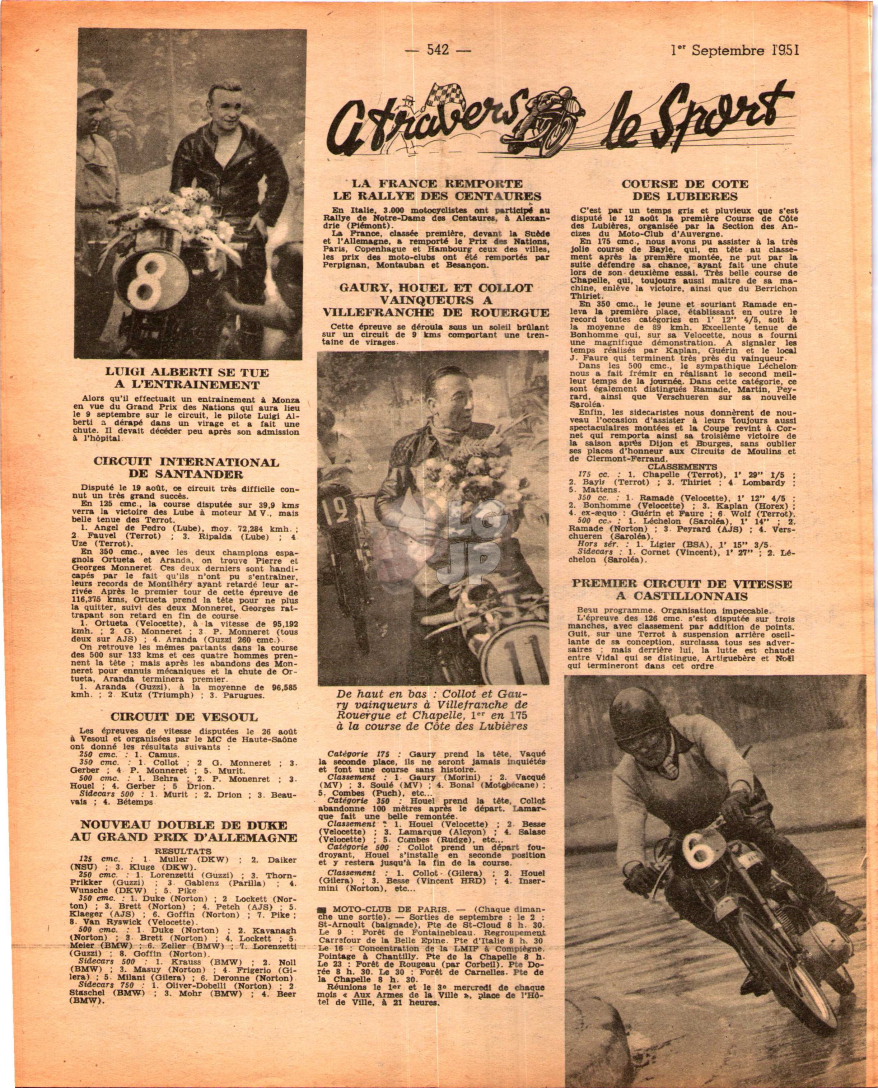 — 542 —
1er Septembre 1951
A travers le Sport
8
LUIGI ALBERTI SE TUE
A L'ENTRAINEMENT
Alors qu'il effectuait un entrainement à Monza
en vue du Grand Prix des Nations qui aura lieu
le 9 septembre sur le circuit, le pilote Luigi Al-
berti a dérapé dans un virage et a fait une
chute. Il devait décéder peu après son admission
à l'hôpital.
CIRCUIT INTERNATIONAL
DE SANTANDER
Disputé le 19 août, ce circuit très difficile con-
nut un très grand succès.
En 125 cmc. la course disputée sur 39,9 kms
verra la victoire des Lube à moteur MV., mais
belle tenue des Terrot.
1. Angel de Pedro (Lube), moy. 72,284 kmh. ;
2 Fauvel (Terrot) ; 3. Ripalda (Lube) ; 4
Uze (Terrot).
En 350 cmc., avec les deux champions espa-
gnols Ortueta et Aranda, on trouve Pierre et
Georges Monneret Ces deux derniers sont handi-
capés par le fait qu'ils n'ont pu s'entraîner,
leurs records de Montlhéry ayant retardé leur ar-
rivée. Après le premier tour de cette épreuve de
116,375 kms, Ortueta prend la tête pour ne plus
la quitter, suivi des deux Monneret, Georges rat-
trapant son retard en fin de course
1. Ortueta (Velocette), à la vitesse de 95,192
kmh. ; 2 G. Monneret ; 3. P. Monneret (tous
deux sur AJS) ; 4. Aranda (Guzzi 260 cmc.)
On retrouve les mêmes partants dans la course
des 500 sur 133 kms et ces quatre hommes pren-
nent la tête ; mais après les abandons des Mon-
neret pour ennuis mécaniques et la chute de Or-
tueta, Aranda terminera premier.
1. Aranda (Guzzi), à la moyenne de 96,585
kmh. ; 2 Kutz (Triumph) ; 3. Parugues.
CIRCUIT DE VESOUL
Les épreuves de vitesse disputées le 26 août
à Vesoul et organisées par le MC de Haute-Saône
ont donné les résultats suivants :
250 cmc. : 1. Camus.
350 cmc. : 1. Collot ; 2 G. Monneret ; 3.
Gerber ; 4 P. Monneret ; 5. Murit.
500 cmc. : 1. Behra ; 2. P. Monenret ; 3.
Houel ; 4. Gerber ; 5 Drion.
Sidecars 500 : 1. Murit ; 2. Drion ; 3. Beau-
vais ; 4. Bétemps
NOUVEAU DOUBLE DE DUKE
AU GRAND PRIX D'ALLEMAGNE
RESULTATS
125 cmc. : 1. Muller (DKW) ; 2. Daiker
(NSU) ; 3. Kluge (DKW).
250 cmc. : 1. Lorenzetti (Guzzi) ; 3. Thorn-
Prikker (Guzzi) ; 3. Gablenz (Parilla) ; 4.
Wunsche (DKW) ; 5. Pike
350 cmc. : 1. Duke (Norton) ; 2 Lockett (Nor-
ton) ; 3. Brett (Norton) ; 4. Petch (AJS) ; 5.
Klaeger (AJS) ; 6. Goffin (Norton) ; 7. Pike ;
8. Van Ryswick (Velocette).
500 cmc. : 1. Duke (Norton) ; 2. Kavanagh
(Norton) ; 3. Brett (Norton) ; 4. Lockett ; 5.
Meier (BMW) ; 6. Zeller (BMW) ; 7. Lorenzetti
(Guzzi) ; 8. Goffin (Norton).
Sidecars 500 : 1. Krauss (BMW) ; 2. Noll
(BMW) ; 3. Masuy (Norton) ; 4. Frigerio (Gi-
lera) ; 5. Milani (Gilera) ; 6. Deronne (Norton).
Sidecars 750 : 1. Oliver-Dobelli (Norton) ; 2
Staschel (BMW) ; 3. Mohr (BMW) ; 4. Beer
(BMW).
LA FRANCE REMPORTE
LE RALLYE DES CENTAURES
En Italie, 3.000 motocyclistes ont participé au
Rallye de Notre-Dame des Centaures, à Alexan-
drie (Piémont).
La France, classée première, devant la Suède
et l'Allemagne, a remporté le Prix des Nations,
Paris, Copenhague et Hambourg ceux des villes,
les prix des moto-clubs ont été remportés par
Perpignan, Montauban et Besançon.
GAURY, HOUEL ET COLLOT
VAINQUEURS A
VILLEFRANCHE DE ROUERGUE
Cette épreuve se déroula sous un soleil brûlant
sur un circuit de 9 kms comportant une tren-
taine de virages.
9
11
De haut en bas : Collot et Gau-
ry vainqueurs à Villefranche de
Rouergue et Chapelle, 1er en 175
à la course de Côte des Lubières
Catégorie 175 : Gaury prend la tête, Vaqué
la seconde place, ils ne seront jamais inquiétés
et font une course sans histoire.
Classement : 1. Gaury (Morini) ; 2. Vacqué
(MV) ; 3. Soulé (MV) ; 4. Bonal (Motobécane) ;
5. Combes (Puch), etc...
Catégorie 350 : Houel prend la tête, Collot
abandonne 100 mètres après le départ. Lamar-
que fait une belle remontée.
Classement : 1. Houel (Velocette) ; 2. Besse
(Velocette) ; 3. Lamarque (Alcyon) ; 4. Salase
(Velocette) ; 5. Combes (Rudge), etc...
Catégorie 500 : Collot prend un départ fou-
droyant, Houel s'installe en seconde position
et y restera jusqu'à la fin de la course.
Classement : 1. Collot (Gilera) ; 2. Houel
(Gilera) ; 3. Besse (Vincent HRD) ; 4. Inser-
mini (Norton), etc...
MOTO-CLUB DE PARIS. — (Chaque diman-
che une sortie). — Sorties de septembre : le 2 :
St-Arnoult (baignade), Pte de St-Cloud 8 h. 30.
Le 9 : Forêt de Fontainebleau. Regroupement
Carrefour de la Belle Epine. Pte d'Italie 8 h. 30
Le 16 : Concentration de la LMIF à Compiègne.
Pointage à Chantilly. Pte de la Chapelle 8 h.
Le 23 : Forêt de Rougeau (par Corbeil). Pte Do-
rée 8 h. 30. Le 30 : Forêt de Carnelles. Pte de
la Chapelle 8 h. 30.
Réunions le 1er et le 3e mercredi de chaque
mois « Aux Armes de la Ville », place de l'Hô-
tel de Ville, à 21 heures.
COURSE DE COTE
DES LUBIERES
C'est par un temps gris et pluvieux que s'est
disputé le 12 août la première Course de Côte
des Lubières, organisée par la Section des An-
cizes du Moto-Club d'Auvergne.
En 175 cmc., nous avons pu assister à la très
jolie course de Bayle, qui, en tête au classe-
ment après la première montée, ne put par la
suite défendre sa chance, ayant fait une chute
lors de son deuxième essai. Très belle course de
Chapelle, qui, toujours aussi maître de sa ma-
chine, enlève la victoire, ainsi que du Berrichon
Thiriet.
En 350 cmc., le jeune et souriant Ramade en-
leva la première place, établissant en outre le
record toutes catégories en 1' 12" 4/5, soit à
la moyenne de 89 kmh. Excellente tenue de
Bonhomme qui, sur sa Velocette, nous a fourni
une magnifique démonstration. A signaler les
temps réalisés par Kaplan, Guérin et le local
J. Faure qui terminent très près du vainqueur.
Dans les 500 cmc., le sympathique Léchelon
nous a fait frémir en réalisant le second meil-
leur temps de la journée. Dans cette catégorie, ce
sont également distingués Ramade, Martin, Pey-
rard, ainsi que Verschueren sur sa nouvelle
Saroléa.
Enfin, les sidecaristes nous donnèrent de nou-
veau l'occasion d'assister à leurs toujours aussi
spectaculaires montées et la Coupe revint à Cor-
net qui remporta ainsi sa troisième victoire de
la saison après Dijon et Bourges, sans oublier
ses places d'honneur aux Circuits de Moulins et
de Clermont-Ferrand.
CLASSEMENTS
175 cc. : 1. Chapelle (Terrot), 1' 29" 1/5 ;
2. Bayle (Terrot) ; 3. Thiriet ; 4. Lombardy ;
5. Mattens.
350 cc. : 1. Ramade (Velocette), 1' 12" 4/5 ;
2. Bonhomme (Velocette) ; 3. Kaplan (Horex) ;
4. ex-æquo : Guérin et Faure ; 6 Wolf (Terrot).
500 cc. : 1. Léchelon (Saroléa), 1' 14" ; 2.
Ramade (Norton) ; 3. Peyrard (AJS) ; 4. Vers-
chueren (Saroléa).
Hors sér. : 1. Ligier (BSA), 1' 15" 3/5.
Sidecars : 1. Cornet (Vincent), 1' 27" ; 2. Lé-
chelon (Saroléa).
PREMIER CIRCUIT DE VITESSE
A CASTILLONNAIS
Beau programme. Organisation impeccable.
L'épreuve des 126 cmc. s'est disputée sur trois
manches, avec classement par addition de points.
Guit, sur une Terrot à suspension arrière oscil-
lante de sa conception, surclassa tous ses adver-
saires ; mais derrière lui, la lutte est chaude
entre Vidal qui se distingue, Artiguebère et Noël
qui termineront dans cet ordre
6